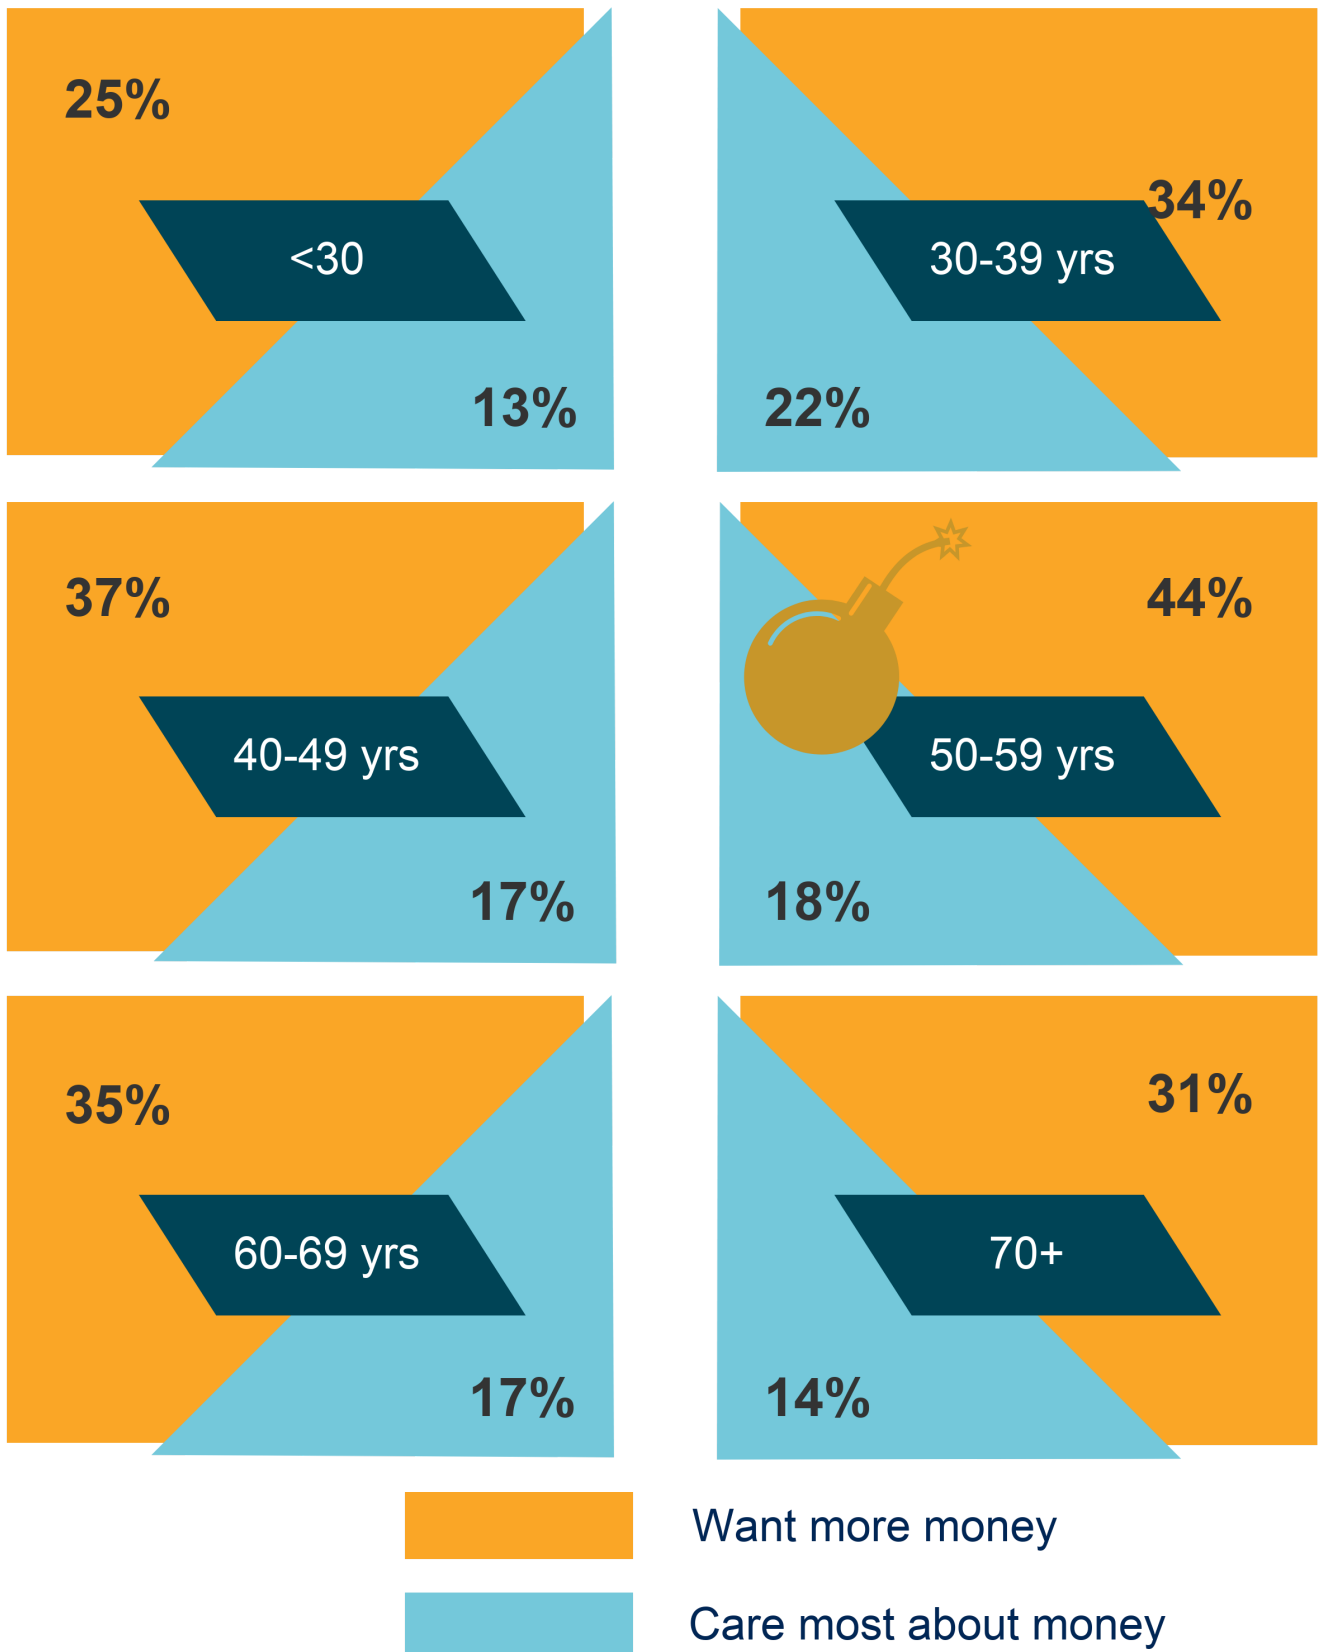 25%
<30
13%
34%
30-39 yrs
22%
37%
40-49 yrs
17%
44%
50-59 yrs
18%
35%
60-69 yrs
17%
31%
70+
14%
Want more money
Care most about money